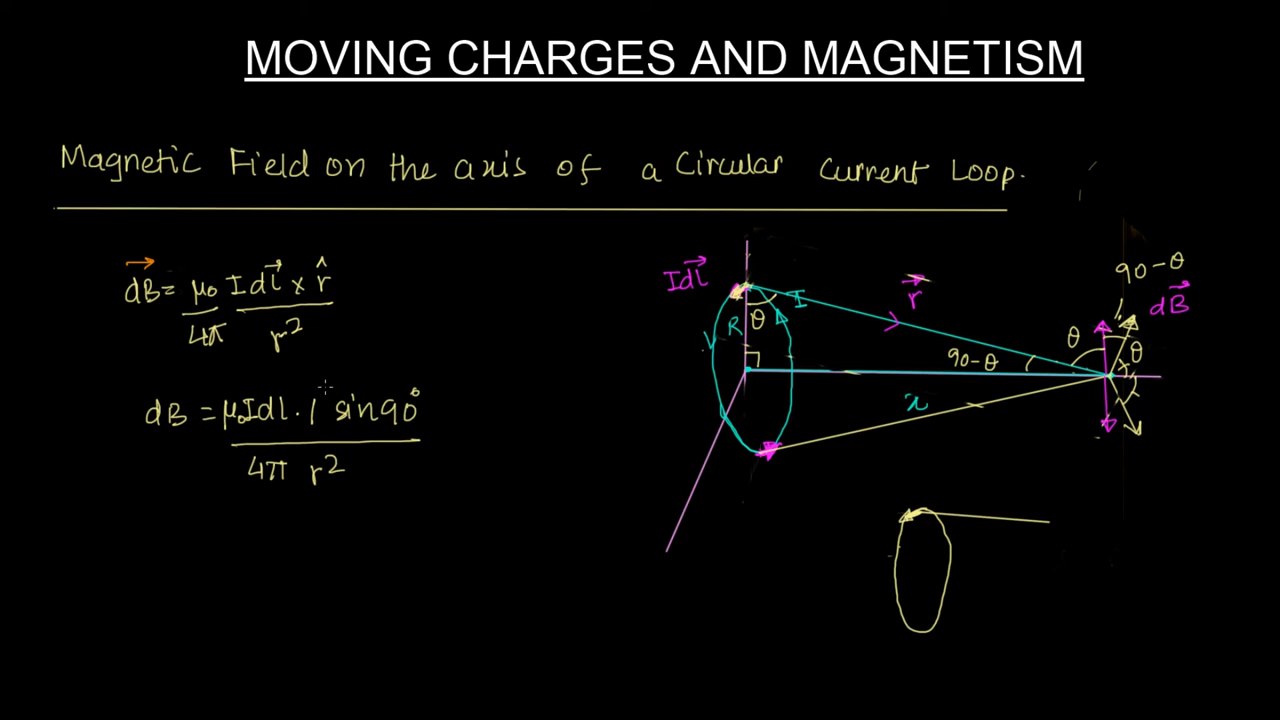 MOVING CHARGES AND MAGNETISM
Magnetic Field on the axis of a Circular Current Loop.
dB⃗ = μ₀ Idl⃗ × r̂
4π r²
dB = μ₀Idl · 1 sin90°
4π r²
Idl⃗
I
r⃗
R
θ
90-θ
x
θ
90-θ
dB⃗
θ